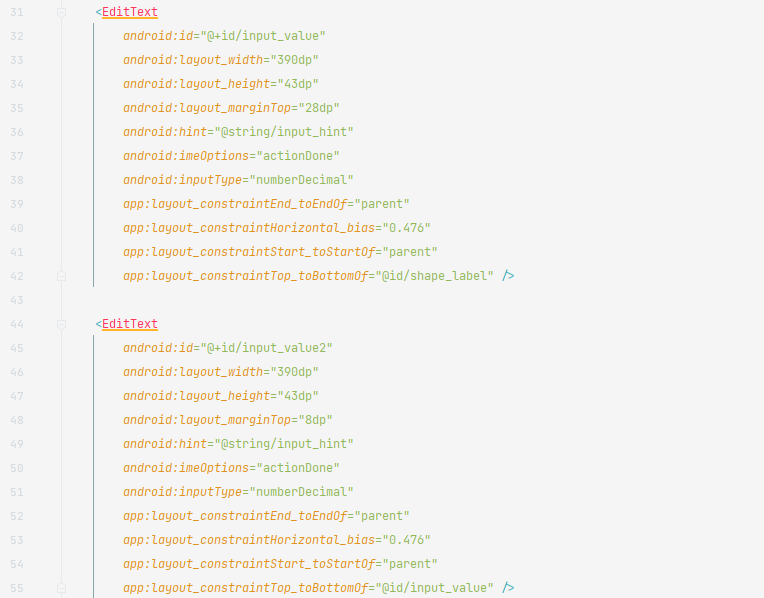 31 <EditText
32 android:id="@+id/input_value"
33 android:layout_width="390dp"
34 android:layout_height="43dp"
35 android:layout_marginTop="28dp"
36 android:hint="@string/input_hint"
37 android:imeOptions="actionDone"
38 android:inputType="numberDecimal"
39 app:layout_constraintEnd_toEndOf="parent"
40 app:layout_constraintHorizontal_bias="0.476"
41 app:layout_constraintStart_toStartOf="parent"
42 app:layout_constraintTop_toBottomOf="@id/shape_label" />
43
44 <EditText
45 android:id="@+id/input_value2"
46 android:layout_width="390dp"
47 android:layout_height="43dp"
48 android:layout_marginTop="8dp"
49 android:hint="@string/input_hint"
50 android:imeOptions="actionDone"
51 android:inputType="numberDecimal"
52 app:layout_constraintEnd_toEndOf="parent"
53 app:layout_constraintHorizontal_bias="0.476"
54 app:layout_constraintStart_toStartOf="parent"
55 app:layout_constraintTop_toBottomOf="@id/input_value" />